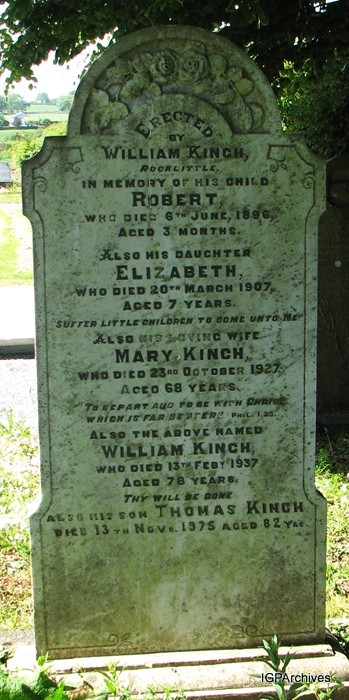 ERECTED
BY
WILLIAM KINCH,
ROCKLITTLE,
IN MEMORY OF HIS CHILD
ROBERT,
WHO DIED 6TH JUNE, 1896,
AGED 3 MONTHS.
ALSO HIS DAUGHTER
ELIZABETH,
WHO DIED 20TH MARCH 1907,
AGED 7 YEARS.
"SUFFER LITTLE CHILDREN TO COME UNTO ME"
ALSO HIS LOVING WIFE
MARY KINCH,
WHO DIED 23RD OCTOBER 1927,
AGED 68 YEARS.
"TO DEPART AND TO BE WITH CHRIST
WHICH IS FAR BETTER." PHIL. 1.23.
ALSO THE ABOVE NAMED
WILLIAM KINCH,
WHO DIED 13TH FEBY 1937
AGED 78 YEARS.
THY WILL BE DONE
ALSO HIS SON THOMAS KINCH
DIED 13TH NOVR. 1975 AGED 82 YRS
IGPArchives